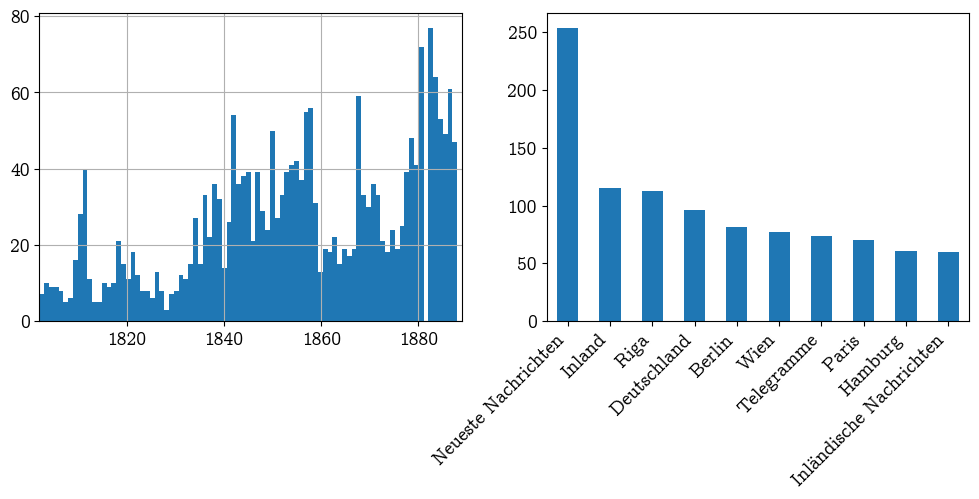 80
60
40
20
0
1820 1840 1860 1880
250
200
150
100
50
0
Neueste Nachrichten
Inland
Riga
Deutschland
Berlin
Wien
Telegramme
Paris
Hamburg
Inländische Nachrichten